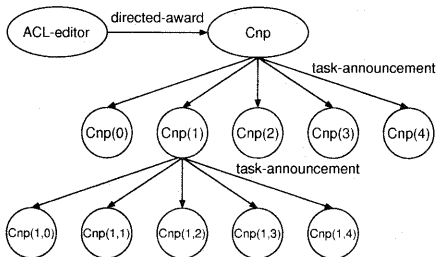 directed-award
ACL-editor
Cnp
task-announcement
Cnp(0)
Cnp(1)
Cnp(2)
Cnp(3)
Cnp(4)
task-announcement
Cnp(1,0)
Cnp(1,1)
Cnp(1,2)
Cnp(1,3)
Cnp(1,4)